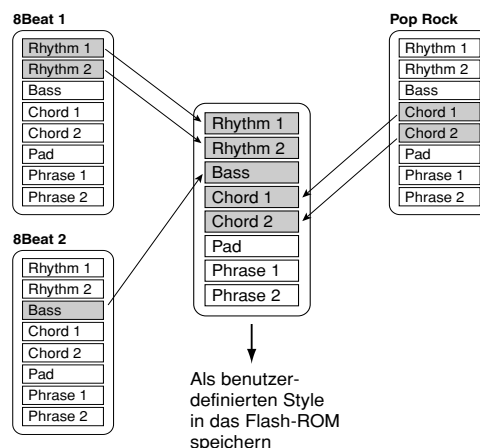 8Beat 1
Rhythm 1
Rhythm 2
Bass
Chord 1
Chord 2
Pad
Phrase 1
Phrase 2
8Beat 2
Rhythm 1
Rhythm 2
Bass
Chord 1
Chord 2
Pad
Phrase 1
Phrase 2
Rhythm 1
Rhythm 2
Bass
Chord 1
Chord 2
Pad
Phrase 1
Phrase 2
Als benutzer-
definierten Style
in das Flash-ROM
speichern
Pop Rock
Rhythm 1
Rhythm 2
Bass
Chord 1
Chord 2
Pad
Phrase 1
Phrase 2